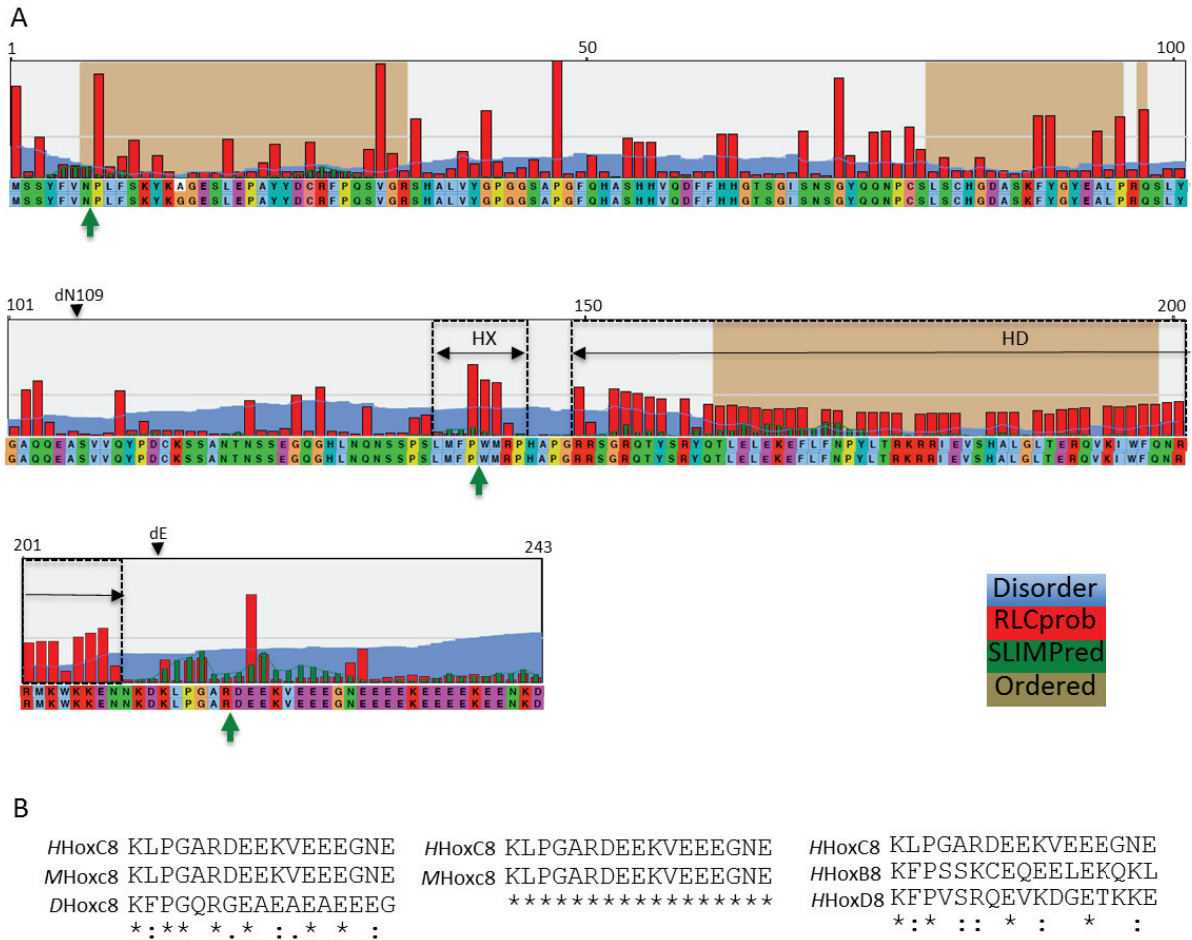 A
1 50 100
MSSYFVNPLFSKYKAGESLEPAYYDCRFPQSVGRSHALVYGPGGSAPGFQHASHHVQDFFHHGTSGISNSGYQQNPCSLSCHGDASKFYGYEALPRQSLY
MSSYFVNPLFSKYKGGESLEPAYYDCRFPQSVGRSHALVYGPGGSAPGFQHASHHVQDFFHHGTSGISNSGYQQNPCSLSCHGDASKFYGYEALPRQSLY
101 dN109 150 200
HX HD
GAQQEASVVQYPDCKSSANTNSSEGQGHLNQNSSPSLMFPWMRPHAPGRRSGRQTYSRYQTLELEKEFLFNPYLTRKRRIEVSHALGLTERQVKIWFQNR
GAQQEASVVQYPDCKSSANTNSSEGQGHLNQNSSPSLMFPWMRPHAPGRRSGRQTYSRYQTLELEKEFLFNPYLTRKRRIEVSHALGLTERQVKIWFQNR
201 dE 243
RMKWKKENNKDKLPGARDEEKVEEEGNEEEEKEEEEKEENKD
RMKWKKENNKDKLPGARDEEKVEEEGNEEEEKEEEEKEENKD
Disorder
RLCprob
SLIMPred
Ordered
B
HHoxC8 KLPGARDEEKVEEEGNE
MHoxc8 KLPGARDEEKVEEEGNE
DHoxc8 KFPGQRGEAEAEAEEEG
*:** *.* :.* * :
HHoxC8 KLPGARDEEKVEEEGNE
MHoxc8 KLPGARDEEKVEEEGNE
*****************
HHoxC8 KLPGARDEEKVEEEGNE
HHoxB8 KFPSSKCEQEELEKQKL
HHoxD8 KFPVSRQEVKDGETKKE
*:* :: * : * :